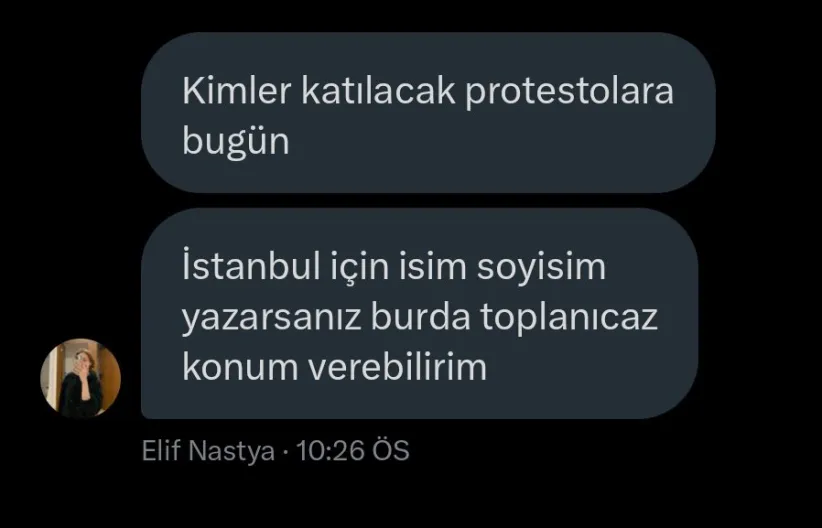 Kimler katılacak protestolara
bugün
İstanbul için isim soyisim
yazarsanız burda toplanıcaz
konum verebilirim
Elif Nastya · 10:26 ÖS